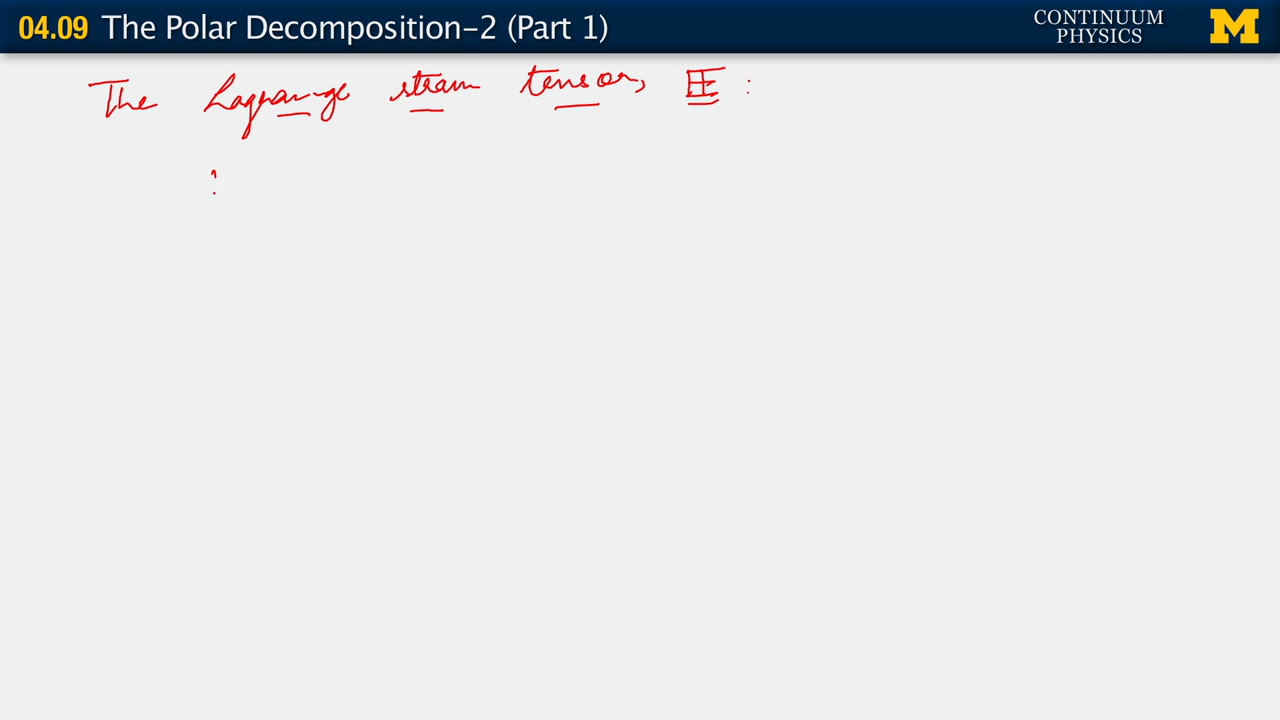 04.09 The Polar Decomposition-2 (Part 1)
CONTINUUM
PHYSICS
M
The Lagrange strain tensor, E :
: